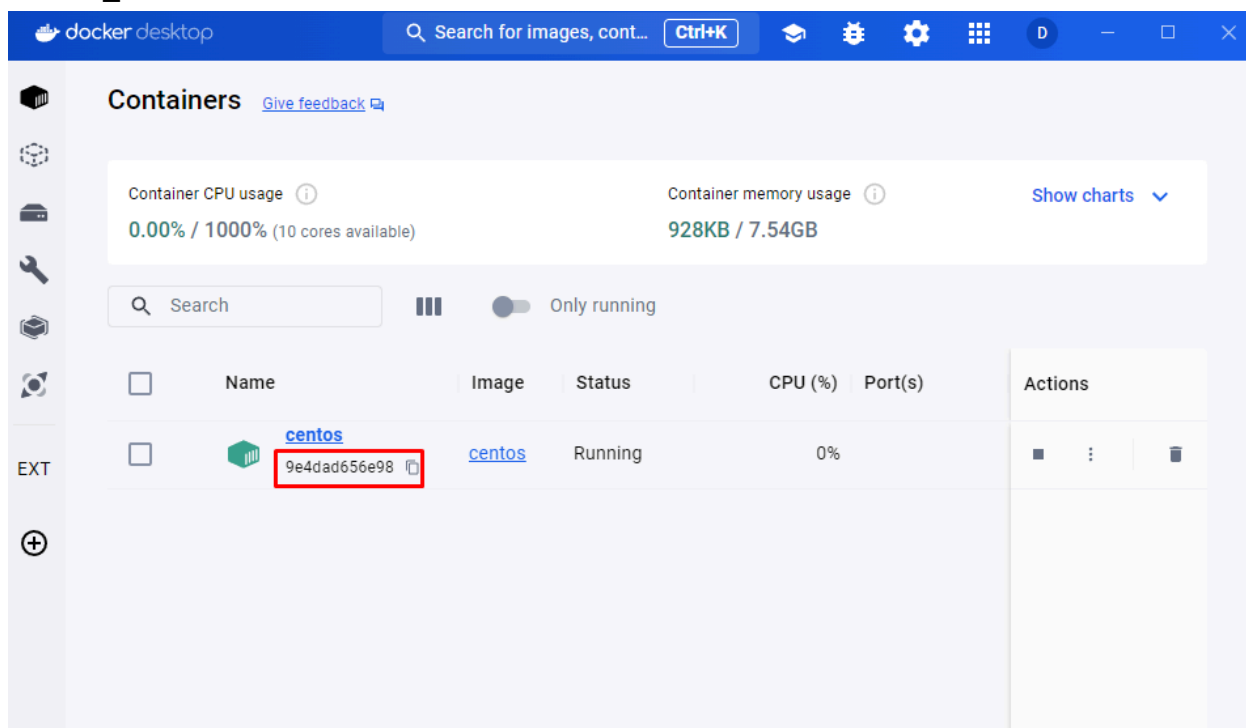 docker desktop
Search for images, cont...
Ctrl+K
D
Containers
Give feedback
Container CPU usage
0.00% / 1000% (10 cores available)
Container memory usage
928KB / 7.54GB
Show charts
Search
Only running
Name
Image
Status
CPU (%)
Port(s)
Actions
centos
9e4dad656e98
centos
Running
0%
EXT